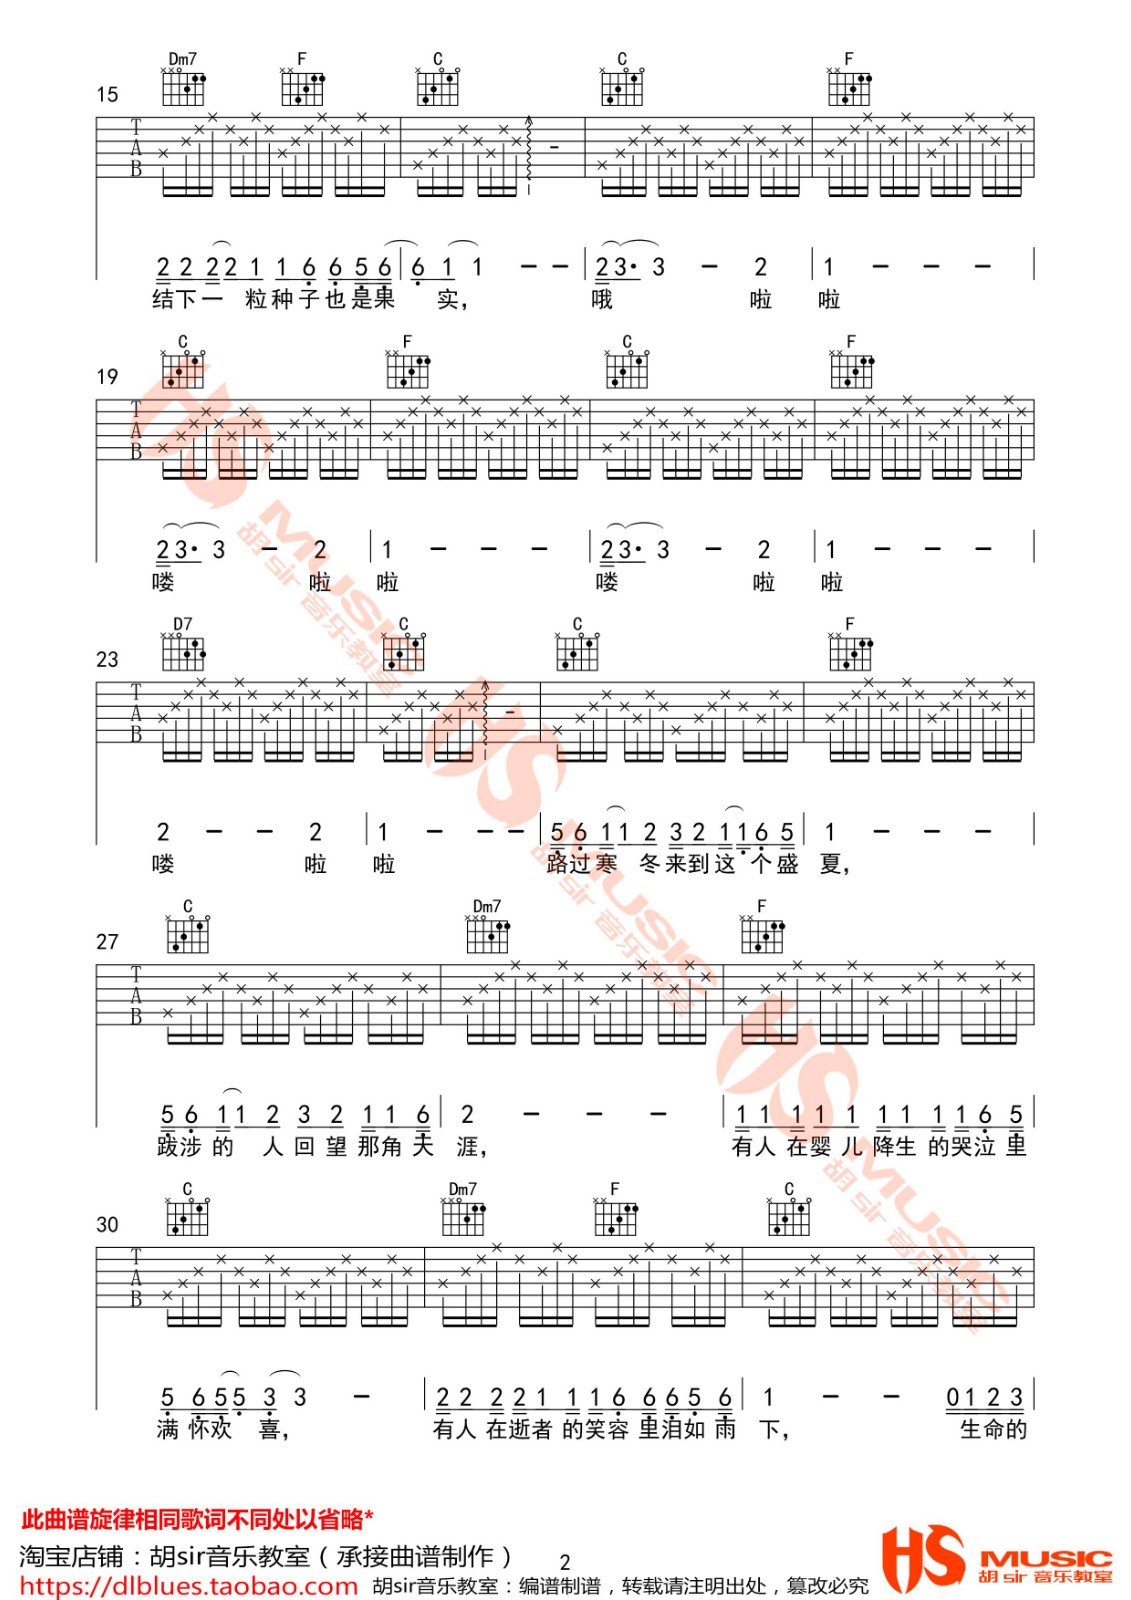 Dm7 F C C F
15
T A B
2 2 2 2 1 1 6 6 5 6 6 1 1 - - 2 3· 3 - 2 1 - - -
结下一 粒种子也是果 实， 哦 啦 啦
C F C F
19
T A B
2 3· 3 - 2 1 - - - 2 3· 3 - 2 1 - - -
喽 啦 啦 喽 啦 啦
D7 C C F
23
T A B
2 - - 2 1 - - - 5 6 1 1 2 3 2 1 1 6 5 1 - - -
喽 啦 啦 路过寒 冬来到这 个盛 夏，
C Dm7 F
27
T A B
5 6 1 1 2 3 2 1 1 6 2 - - - 1 1 1 1 1 1 1 1 1 6 5
跋涉的 人回望那角天 涯， 有人在婴儿降生的哭泣里
C Dm7 F C
30
T A B
5 6 5 5 3 3 - 2 2 2 2 1 1 1 6 6 6 5 6 1 - - 0 1 2 3
满怀欢 喜， 有人在逝者的笑容里泪如雨 下， 生命的
此曲谱旋律相同歌词不同处以省略*
淘宝店铺：胡sir音乐教室（承接曲谱制作） 2
https://dlblues.taobao.com 胡sir音乐教室：编谱制谱，转载请注明出处，篡改必究
HS MUSIC
胡 sir 音乐教室